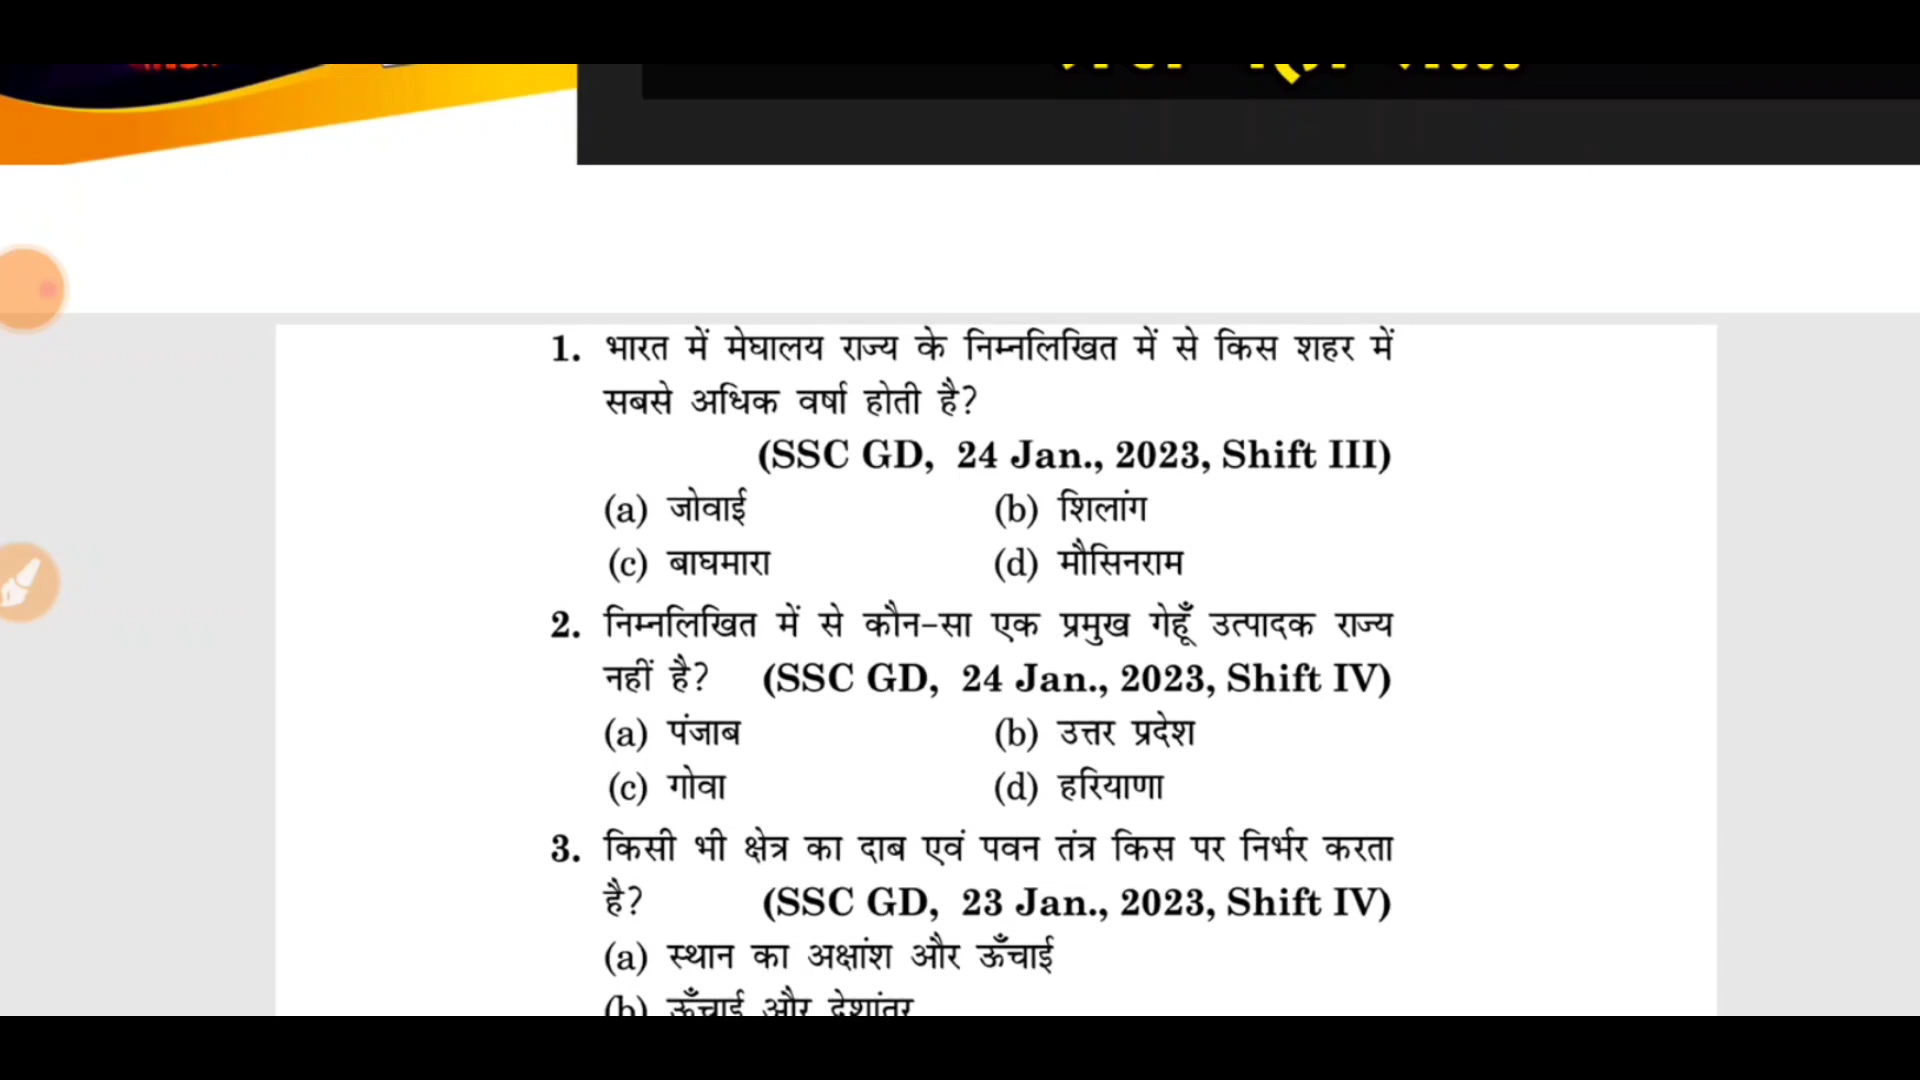 1. भारत में मेघालय राज्य के निम्नलिखित में से किस शहर में
सबसे अधिक वर्षा होती है?
(SSC GD, 24 Jan., 2023, Shift III)
(a) जोवाई (b) शिलांग
(c) बाघमारा (d) मौसिनराम
2. निम्नलिखित में से कौन-सा एक प्रमुख गेहूँ उत्पादक राज्य
नहीं है? (SSC GD, 24 Jan., 2023, Shift IV)
(a) पंजाब (b) उत्तर प्रदेश
(c) गोवा (d) हरियाणा
3. किसी भी क्षेत्र का दाब एवं पवन तंत्र किस पर निर्भर करता
है? (SSC GD, 23 Jan., 2023, Shift IV)
(a) स्थान का अक्षांश और ऊँचाई
(b) ऊँचाई और देशांतर